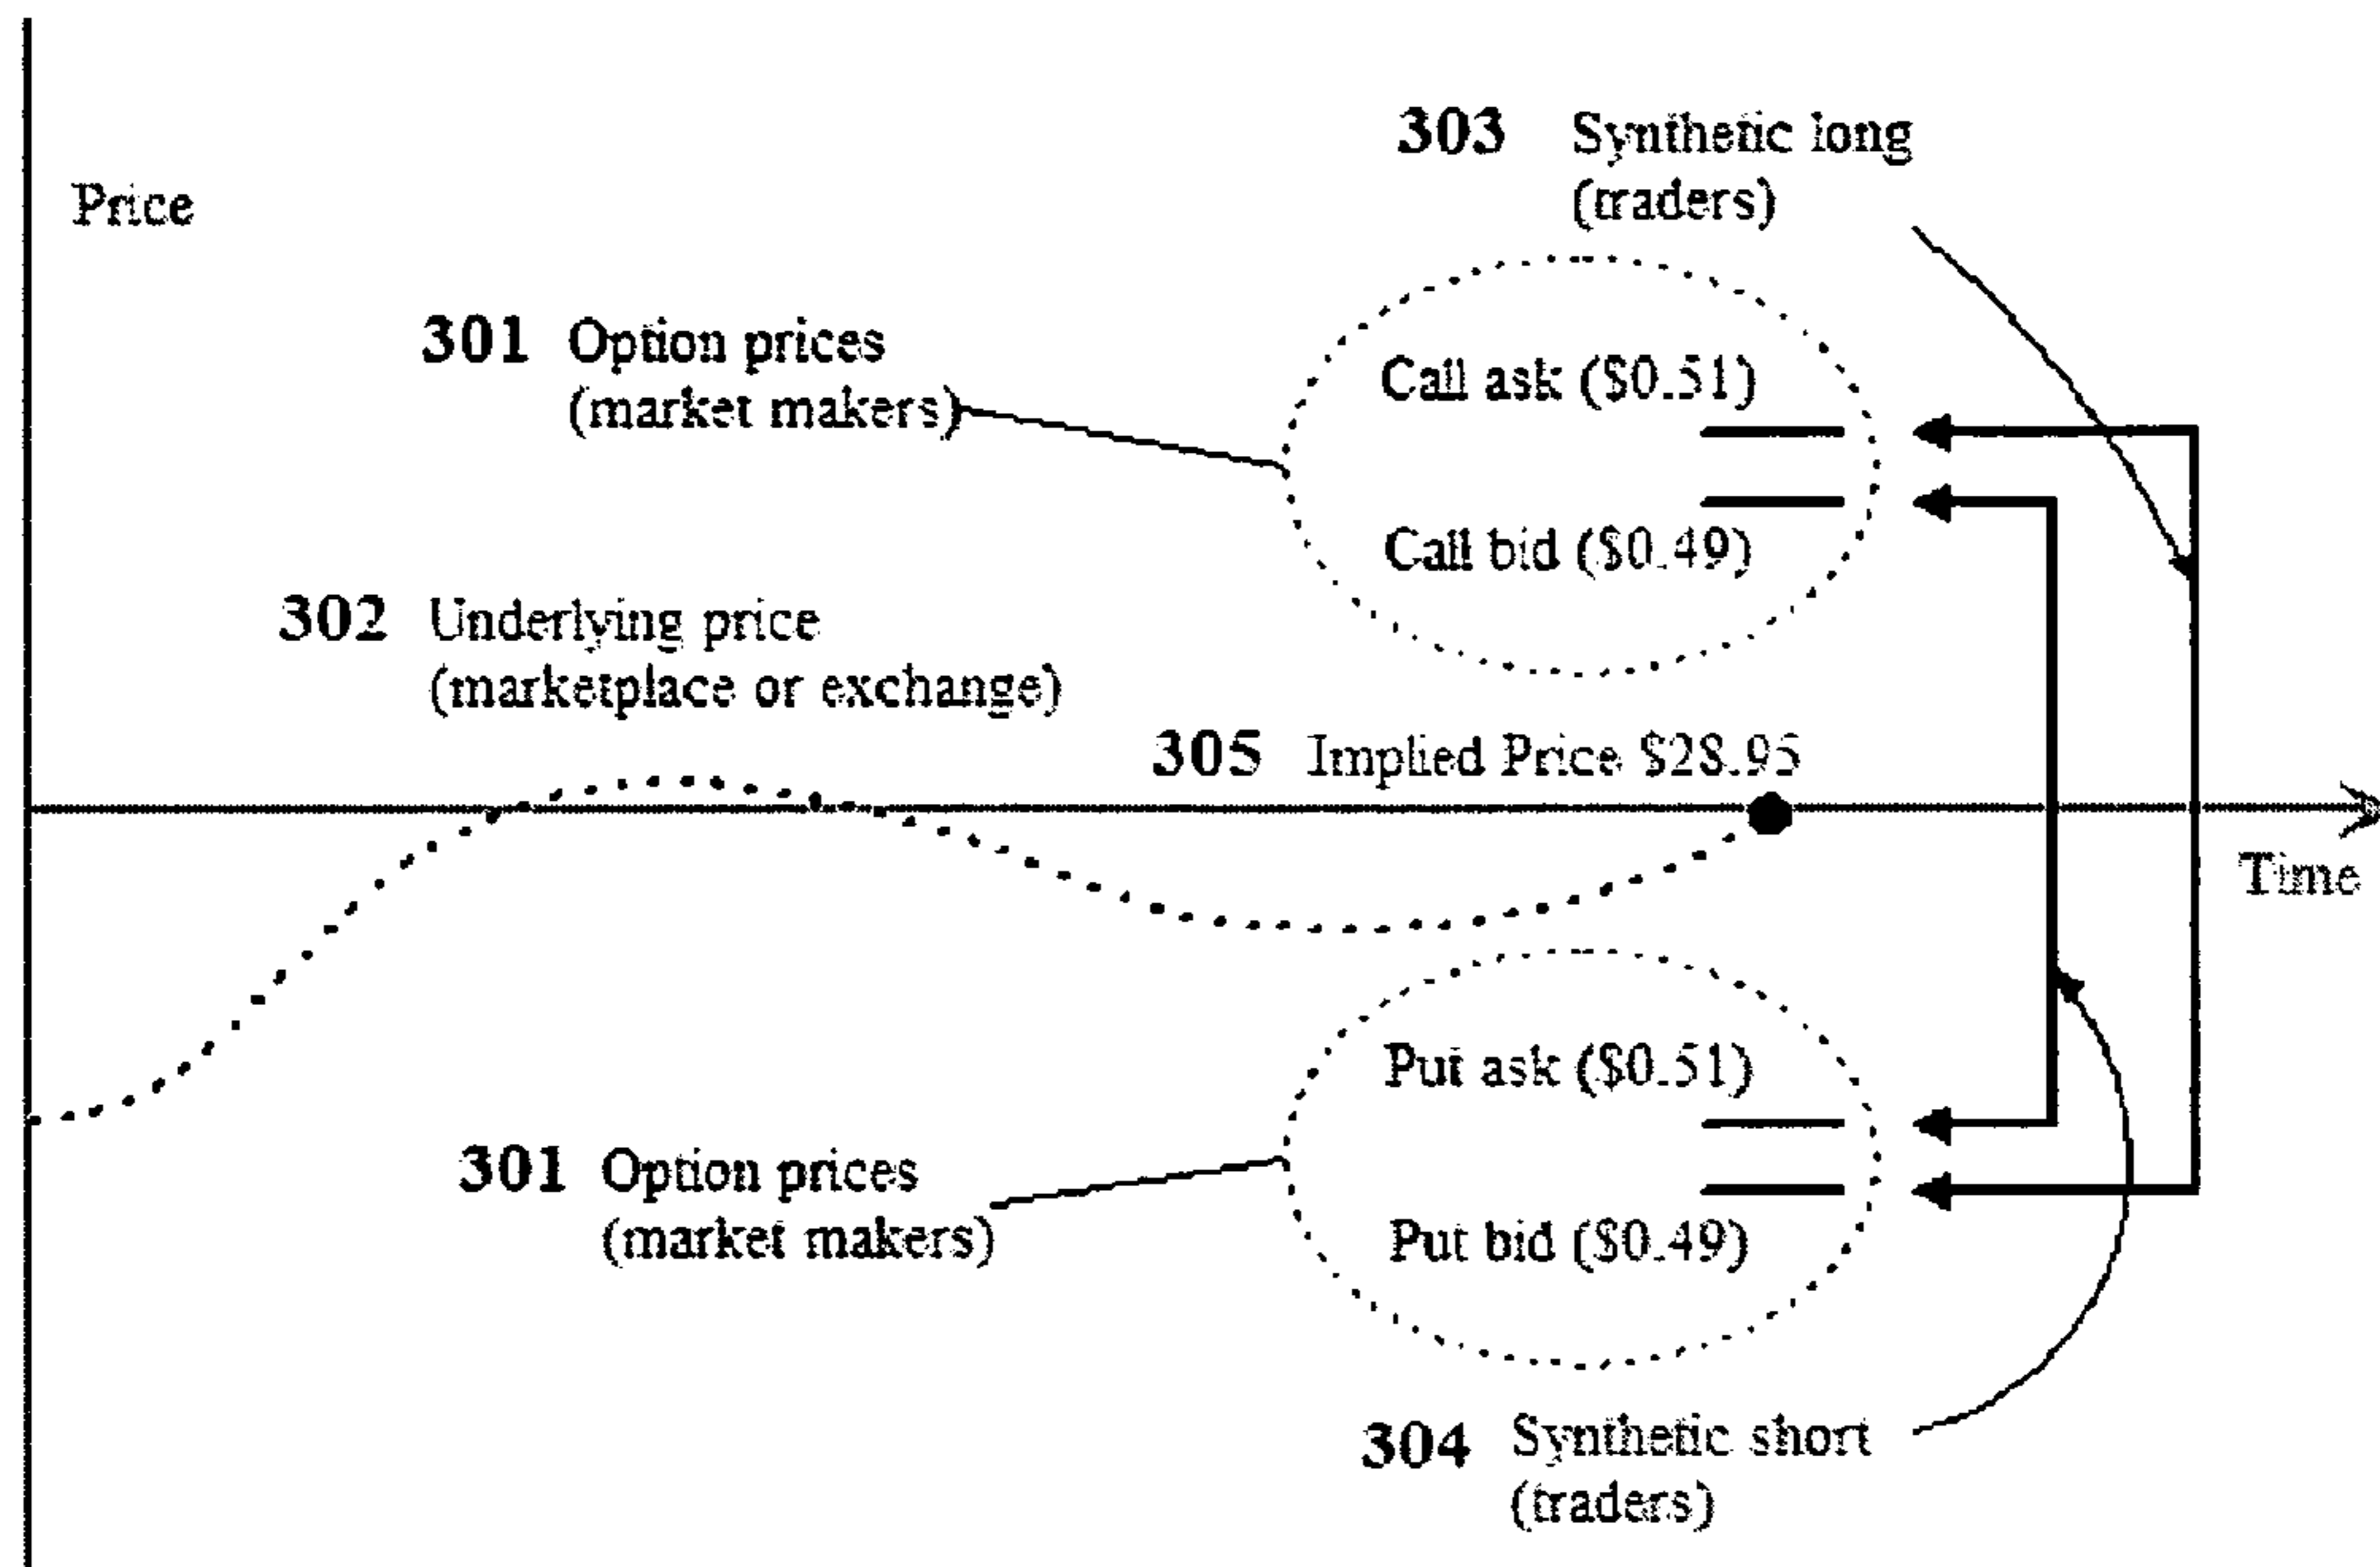 303 Synthetic long
(traders)
Price
301 Option prices
(market makers)
Call ask ($0.51)
Call bid ($0.49)
302 Underlying price
(marketplace or exchange)
305 Implied Price $28.95
Time
Put ask ($0.51)
301 Option prices
(market makers)
Put bid ($0.49)
304 Synthetic short
(traders)